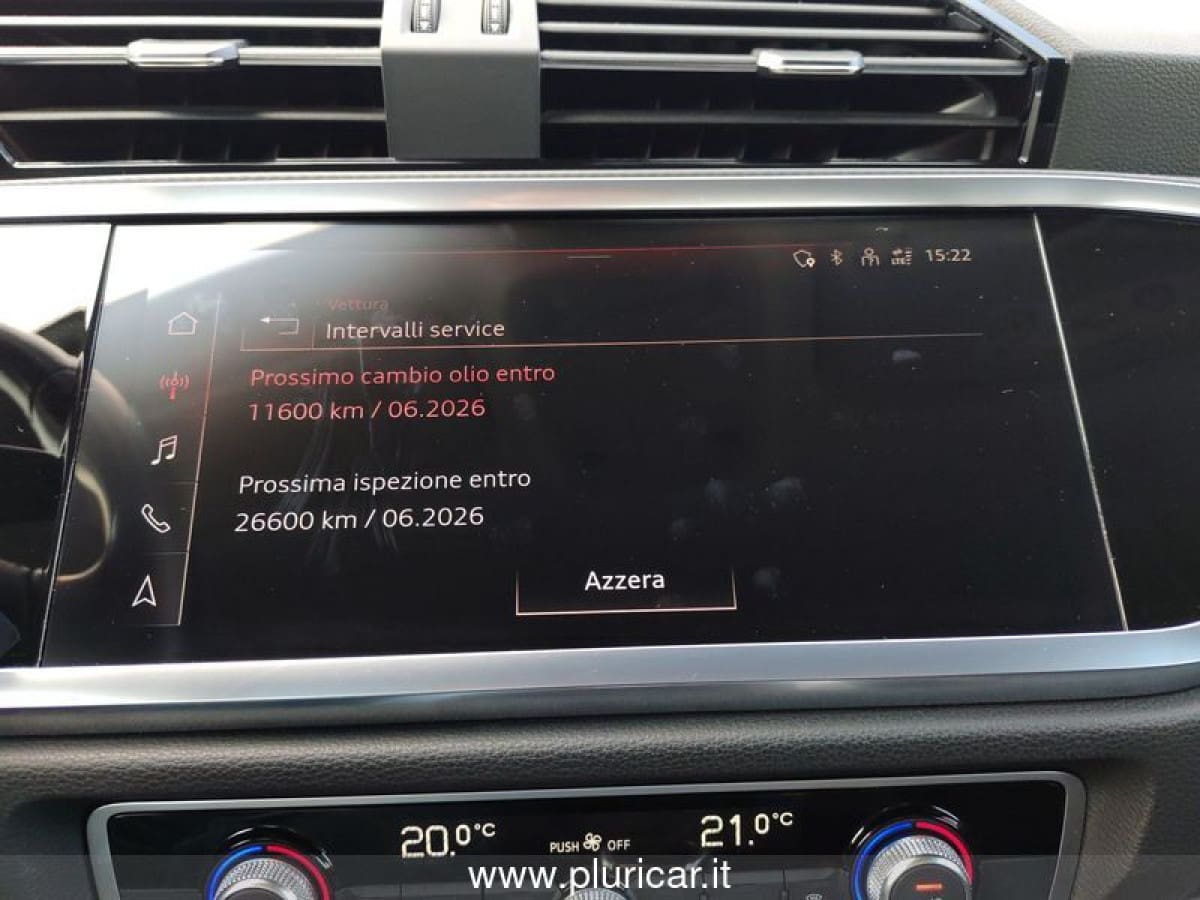 15:22
Vettura
Intervalli service
Prossimo cambio olio entro
11600 km / 06.2026
Prossima ispezione entro
26600 km / 06.2026
Azzera
20.0°C
PUSH OFF
21.0°C
www.pluricar.it